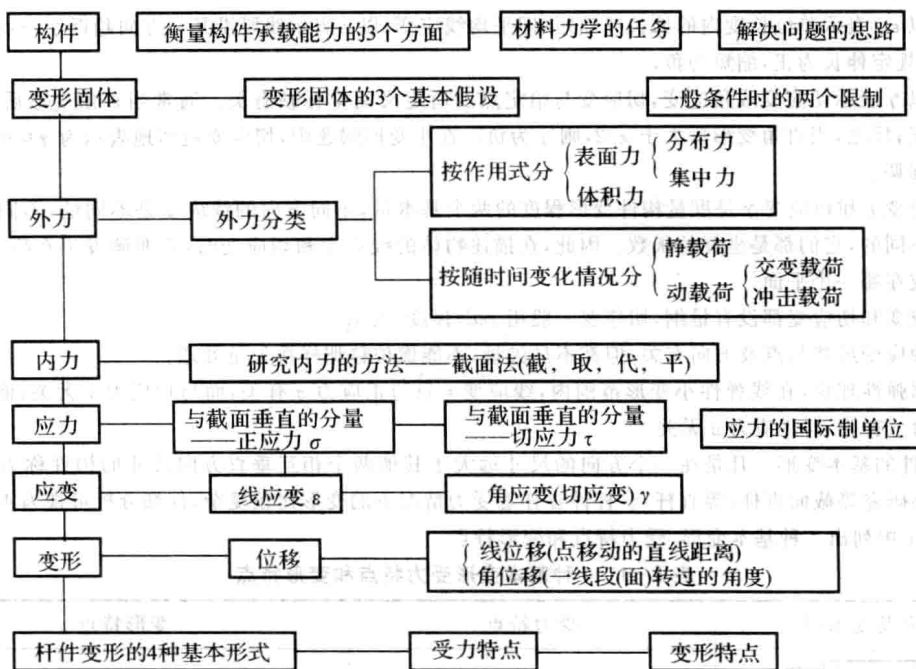 构件
衡量构件承载能力的3个方面
材料力学的任务
解决问题的思路
变形固体
变形固体的3个基本假设
一般条件时的两个限制
外力
外力分类
按作用式分
表面力
分布力
集中力
体积力
按随时间变化情况分
静载荷
动载荷
交变载荷
冲击载荷
内力
研究内力的方法——截面法(截，取，代，平)
应力
与截面垂直的分量
——正应力σ
与截面垂直的分量
——切应力τ
应力的国际制单位
应变
线应变ε
角应变(切应变)γ
变形
位移
线位移(点移动的直线距离)
角位移(一线段(面)转过的角度)
杆件变形的4种基本形式
受力特点
变形特点